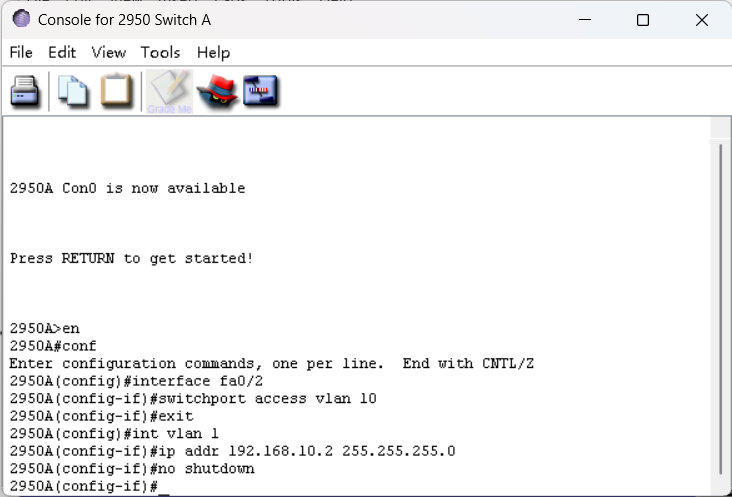 Console for 2950 Switch A
File Edit View Tools Help
Grade Me
2950A Con0 is now available
Press RETURN to get started!
2950A>en
2950A#conf
Enter configuration commands, one per line.  End with CNTL/Z
2950A(config)#interface fa0/2
2950A(config-if)#switchport access vlan 10
2950A(config-if)#exit
2950A(config)#int vlan 1
2950A(config-if)#ip addr 192.168.10.2 255.255.255.0
2950A(config-if)#no shutdown
2950A(config-if)#_